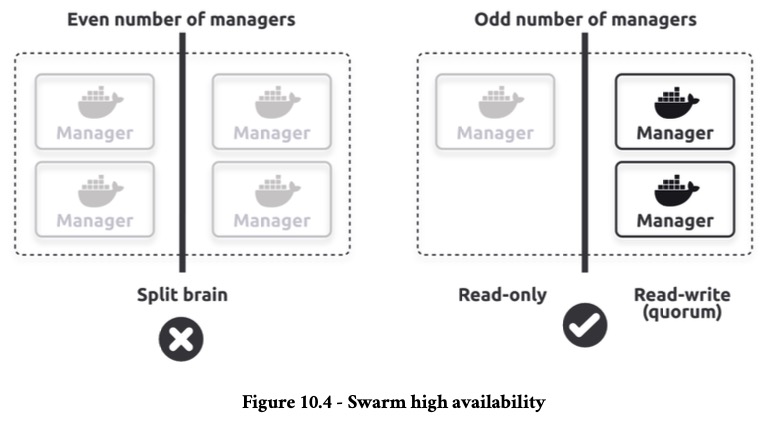 Even number of managers
Manager
Manager
Manager
Manager
Split brain
Odd number of managers
Manager
Manager
Manager
Read-only
Read-write
(quorum)
Figure 10.4 - Swarm high availability